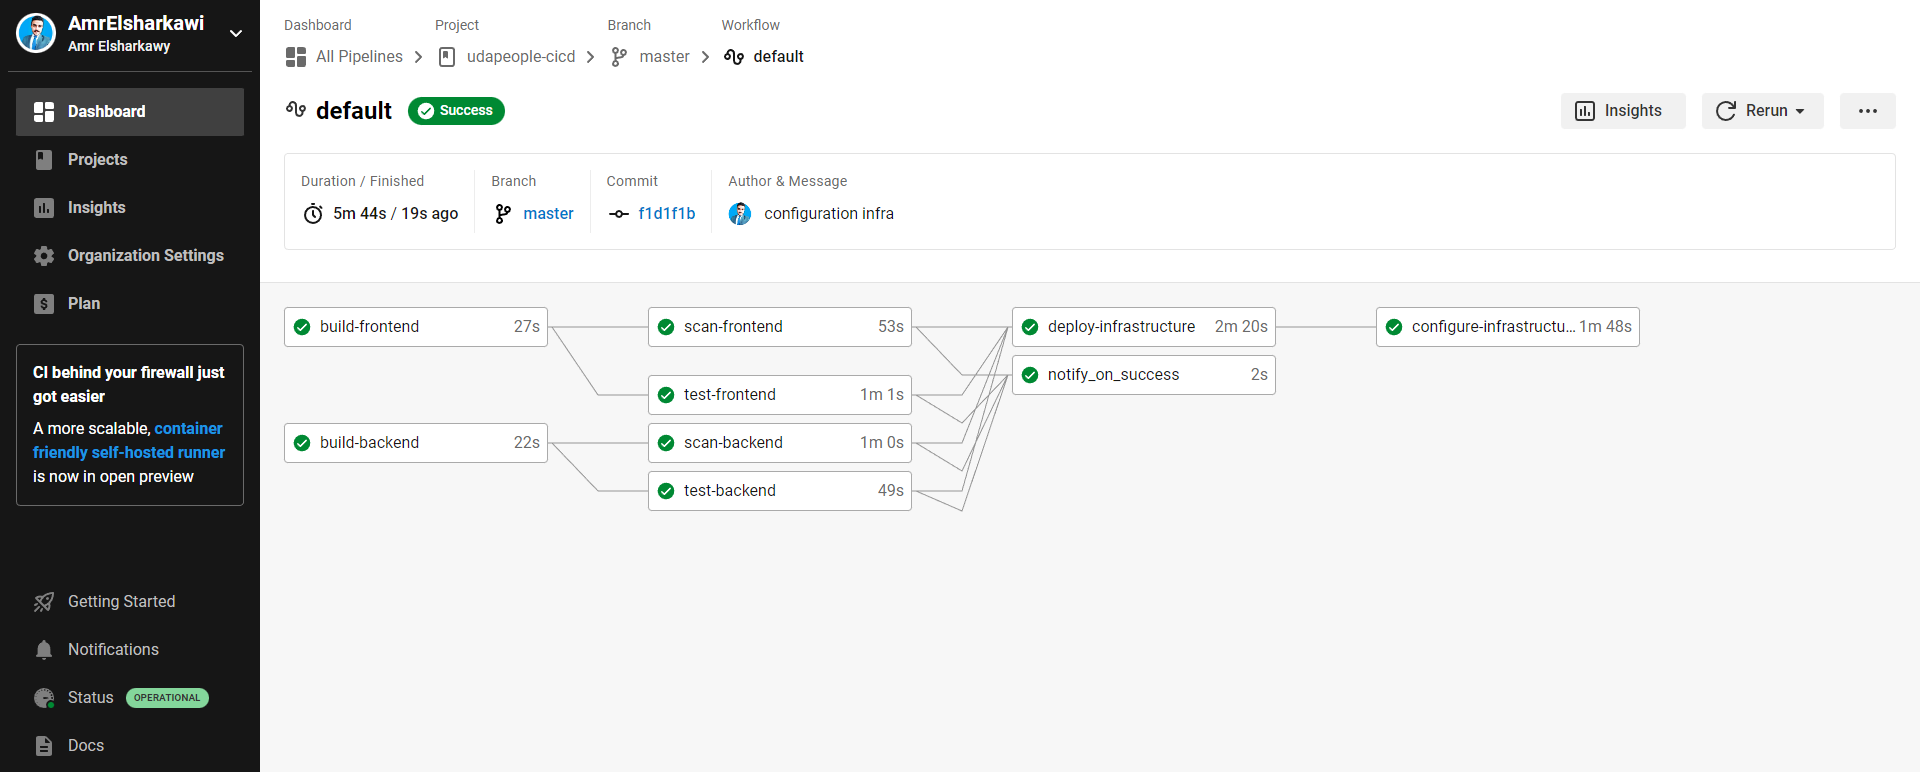 AmrElsharkawi
Amr Elsharkawy
Dashboard
Projects
Insights
Organization Settings
Plan
CI behind your firewall just
got easier
A more scalable, container
friendly self-hosted runner
is now in open preview
Getting Started
Notifications
Status OPERATIONAL
Docs
Dashboard Project Branch Workflow
All Pipelines udapeople-cicd master default
default Success Insights Rerun
Duration / Finished Branch Commit Author & Message
5m 44s / 19s ago master f1d1f1b configuration infra
build-frontend 27s scan-frontend 53s deploy-infrastructure 2m 20s configure-infrastructu... 1m 48s
notify_on_success 2s
test-frontend 1m 1s
build-backend 22s scan-backend 1m 0s
test-backend 49s